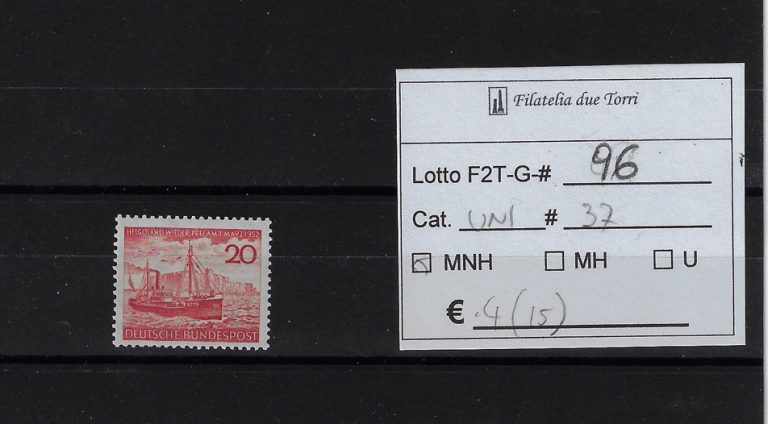 HELGOLAND WIEDER FREI AM 1. MÄRZ 1952
20
DEUTSCHE BUNDESPOST
Filatelia due Torri
Lotto F2T-G-# 96
Cat. UNI # 37
MNH MH U
€ 4 (15)